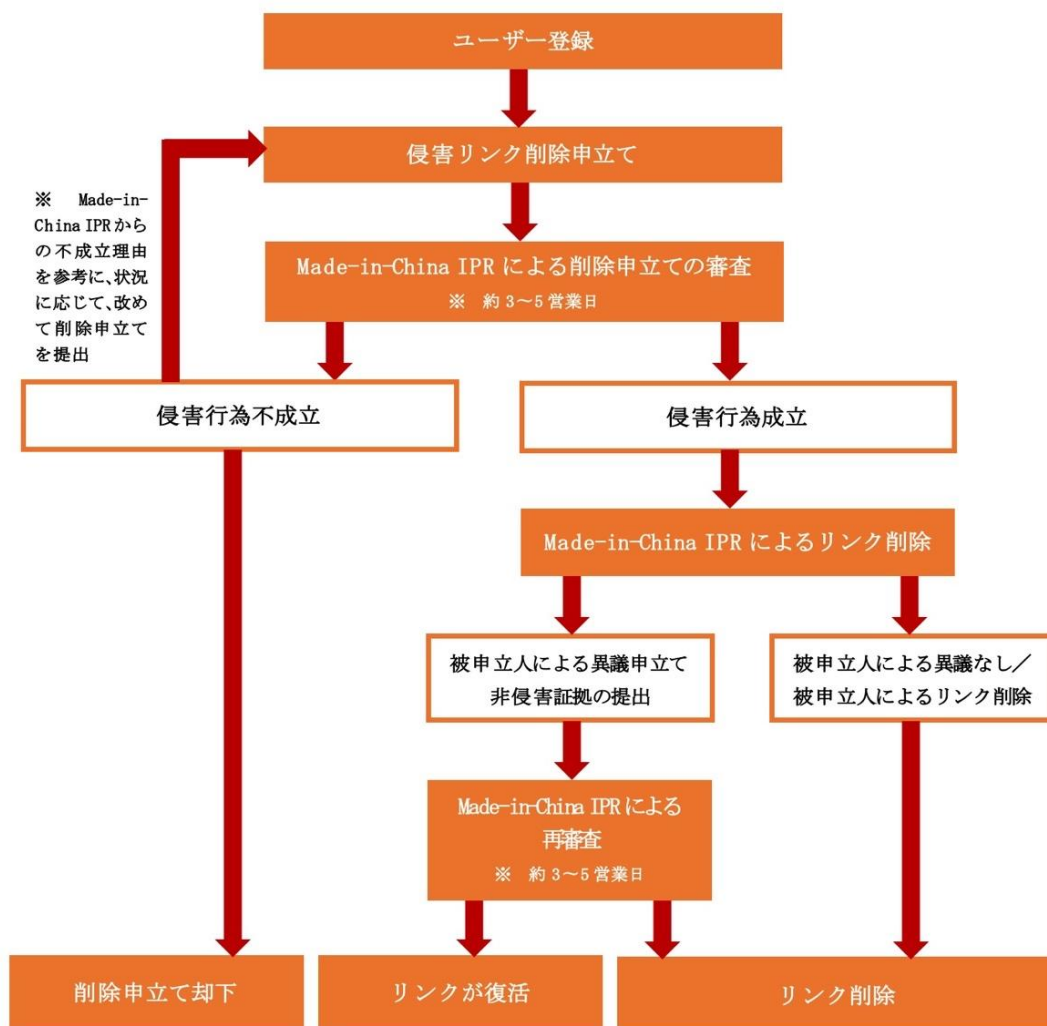 ユーザー登録
侵害リンク削除申立て
※ Made-in-
China IPRから
の不成立理由
を参考に、状況
に応じて、改め
て削除申立て
を提出
Made-in-China IPR による削除申立ての審査
※ 約3～5営業日
侵害行為不成立
侵害行為成立
Made-in-China IPR によるリンク削除
被申立人による異議申立て
非侵害証拠の提出
被申立人による異議なし／
被申立人によるリンク削除
Made-in-China IPRによる
再審査
※ 約3～5営業日
削除申立て却下
リンクが復活
リンク削除